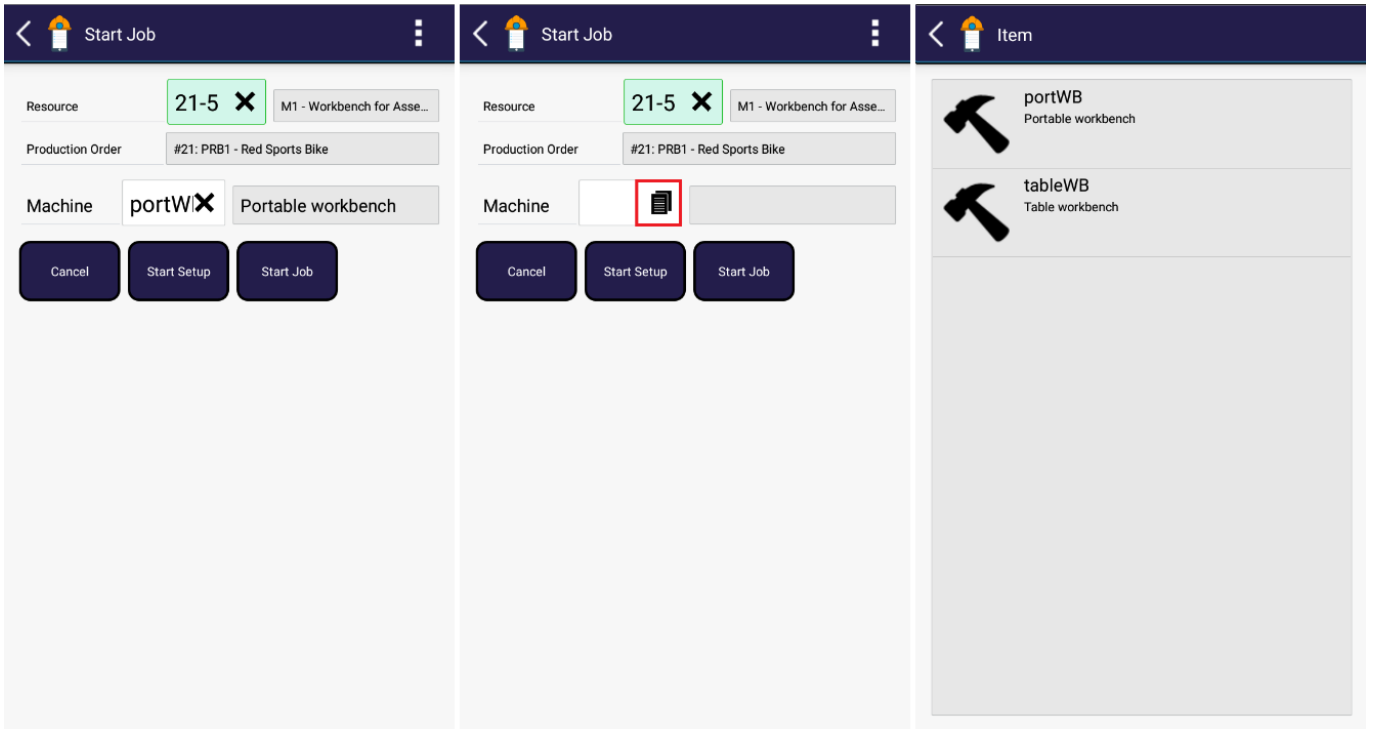 Start Job
Resource
21-5
M1 - Workbench for Asse...
Production Order
#21: PRB1 - Red Sports Bike
Machine
portW
Portable workbench
Cancel
Start Setup
Start Job
Start Job
Resource
21-5
M1 - Workbench for Asse...
Production Order
#21: PRB1 - Red Sports Bike
Machine
Cancel
Start Setup
Start Job
Item
portWB
Portable workbench
tableWB
Table workbench